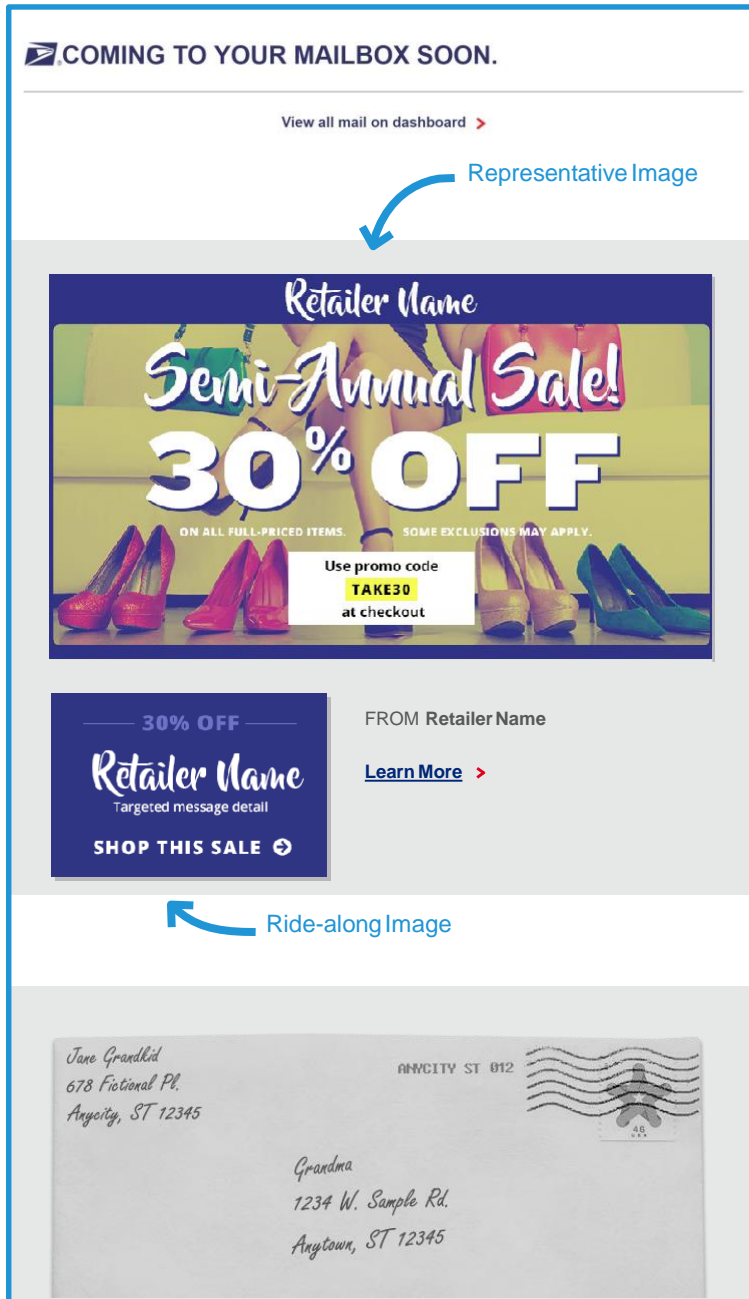 COMING TO YOUR MAILBOX SOON.
View all mail on dashboard >
Representative Image
Retailer Name
Semi-Annual Sale!
30% OFF
ON ALL FULL-PRICED ITEMS. SOME EXCLUSIONS MAY APPLY.
Use promo code
TAKE30
at checkout
30% OFF
Retailer Name
Targeted message detail
SHOP THIS SALE
FROM Retailer Name
Learn More >
Ride-along Image
Jane Grandkid
678 Fictional Pl.
Anycity, ST 12345
ANYCITY ST 012
46
USA
Grandma
1234 W. Sample Rd.
Anytown, ST 12345